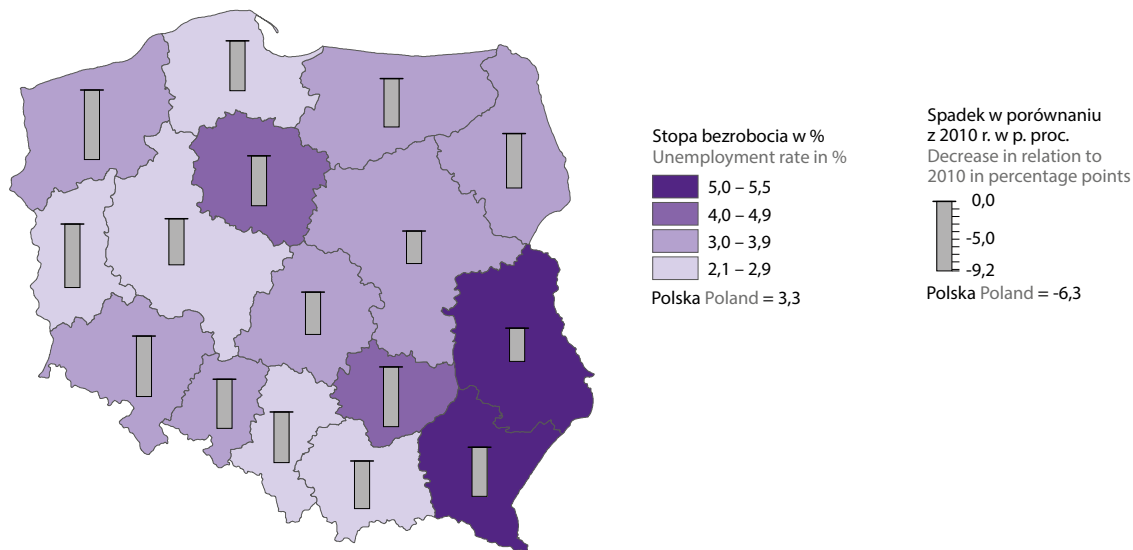 Stopa bezrobocia w %
Unemployment rate in %
5,0 – 5,5
4,0 – 4,9
3,0 – 3,9
2,1 – 2,9
Polska Poland = 3,3
Spadek w porównaniu
z 2010 r. w p. proc.
Decrease in relation to
2010 in percentage points
0,0
-5,0
-9,2
Polska Poland = -6,3